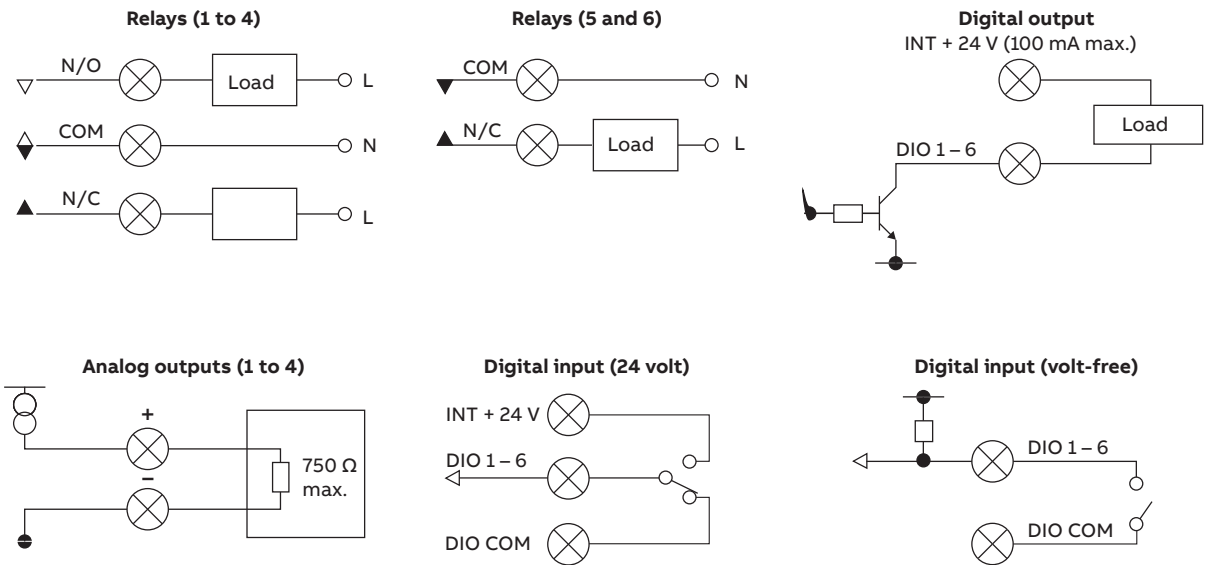 Relays (1 to 4)
N/O
Load
L
COM
N
N/C
L
Relays (5 and 6)
COM
N
N/C
Load
L
Digital output
INT + 24 V (100 mA max.)
Load
DIO 1 – 6
Analog outputs (1 to 4)
+
–
750 Ω
max.
Digital input (24 volt)
INT + 24 V
DIO 1 – 6
DIO COM
Digital input (volt-free)
DIO 1 – 6
DIO COM